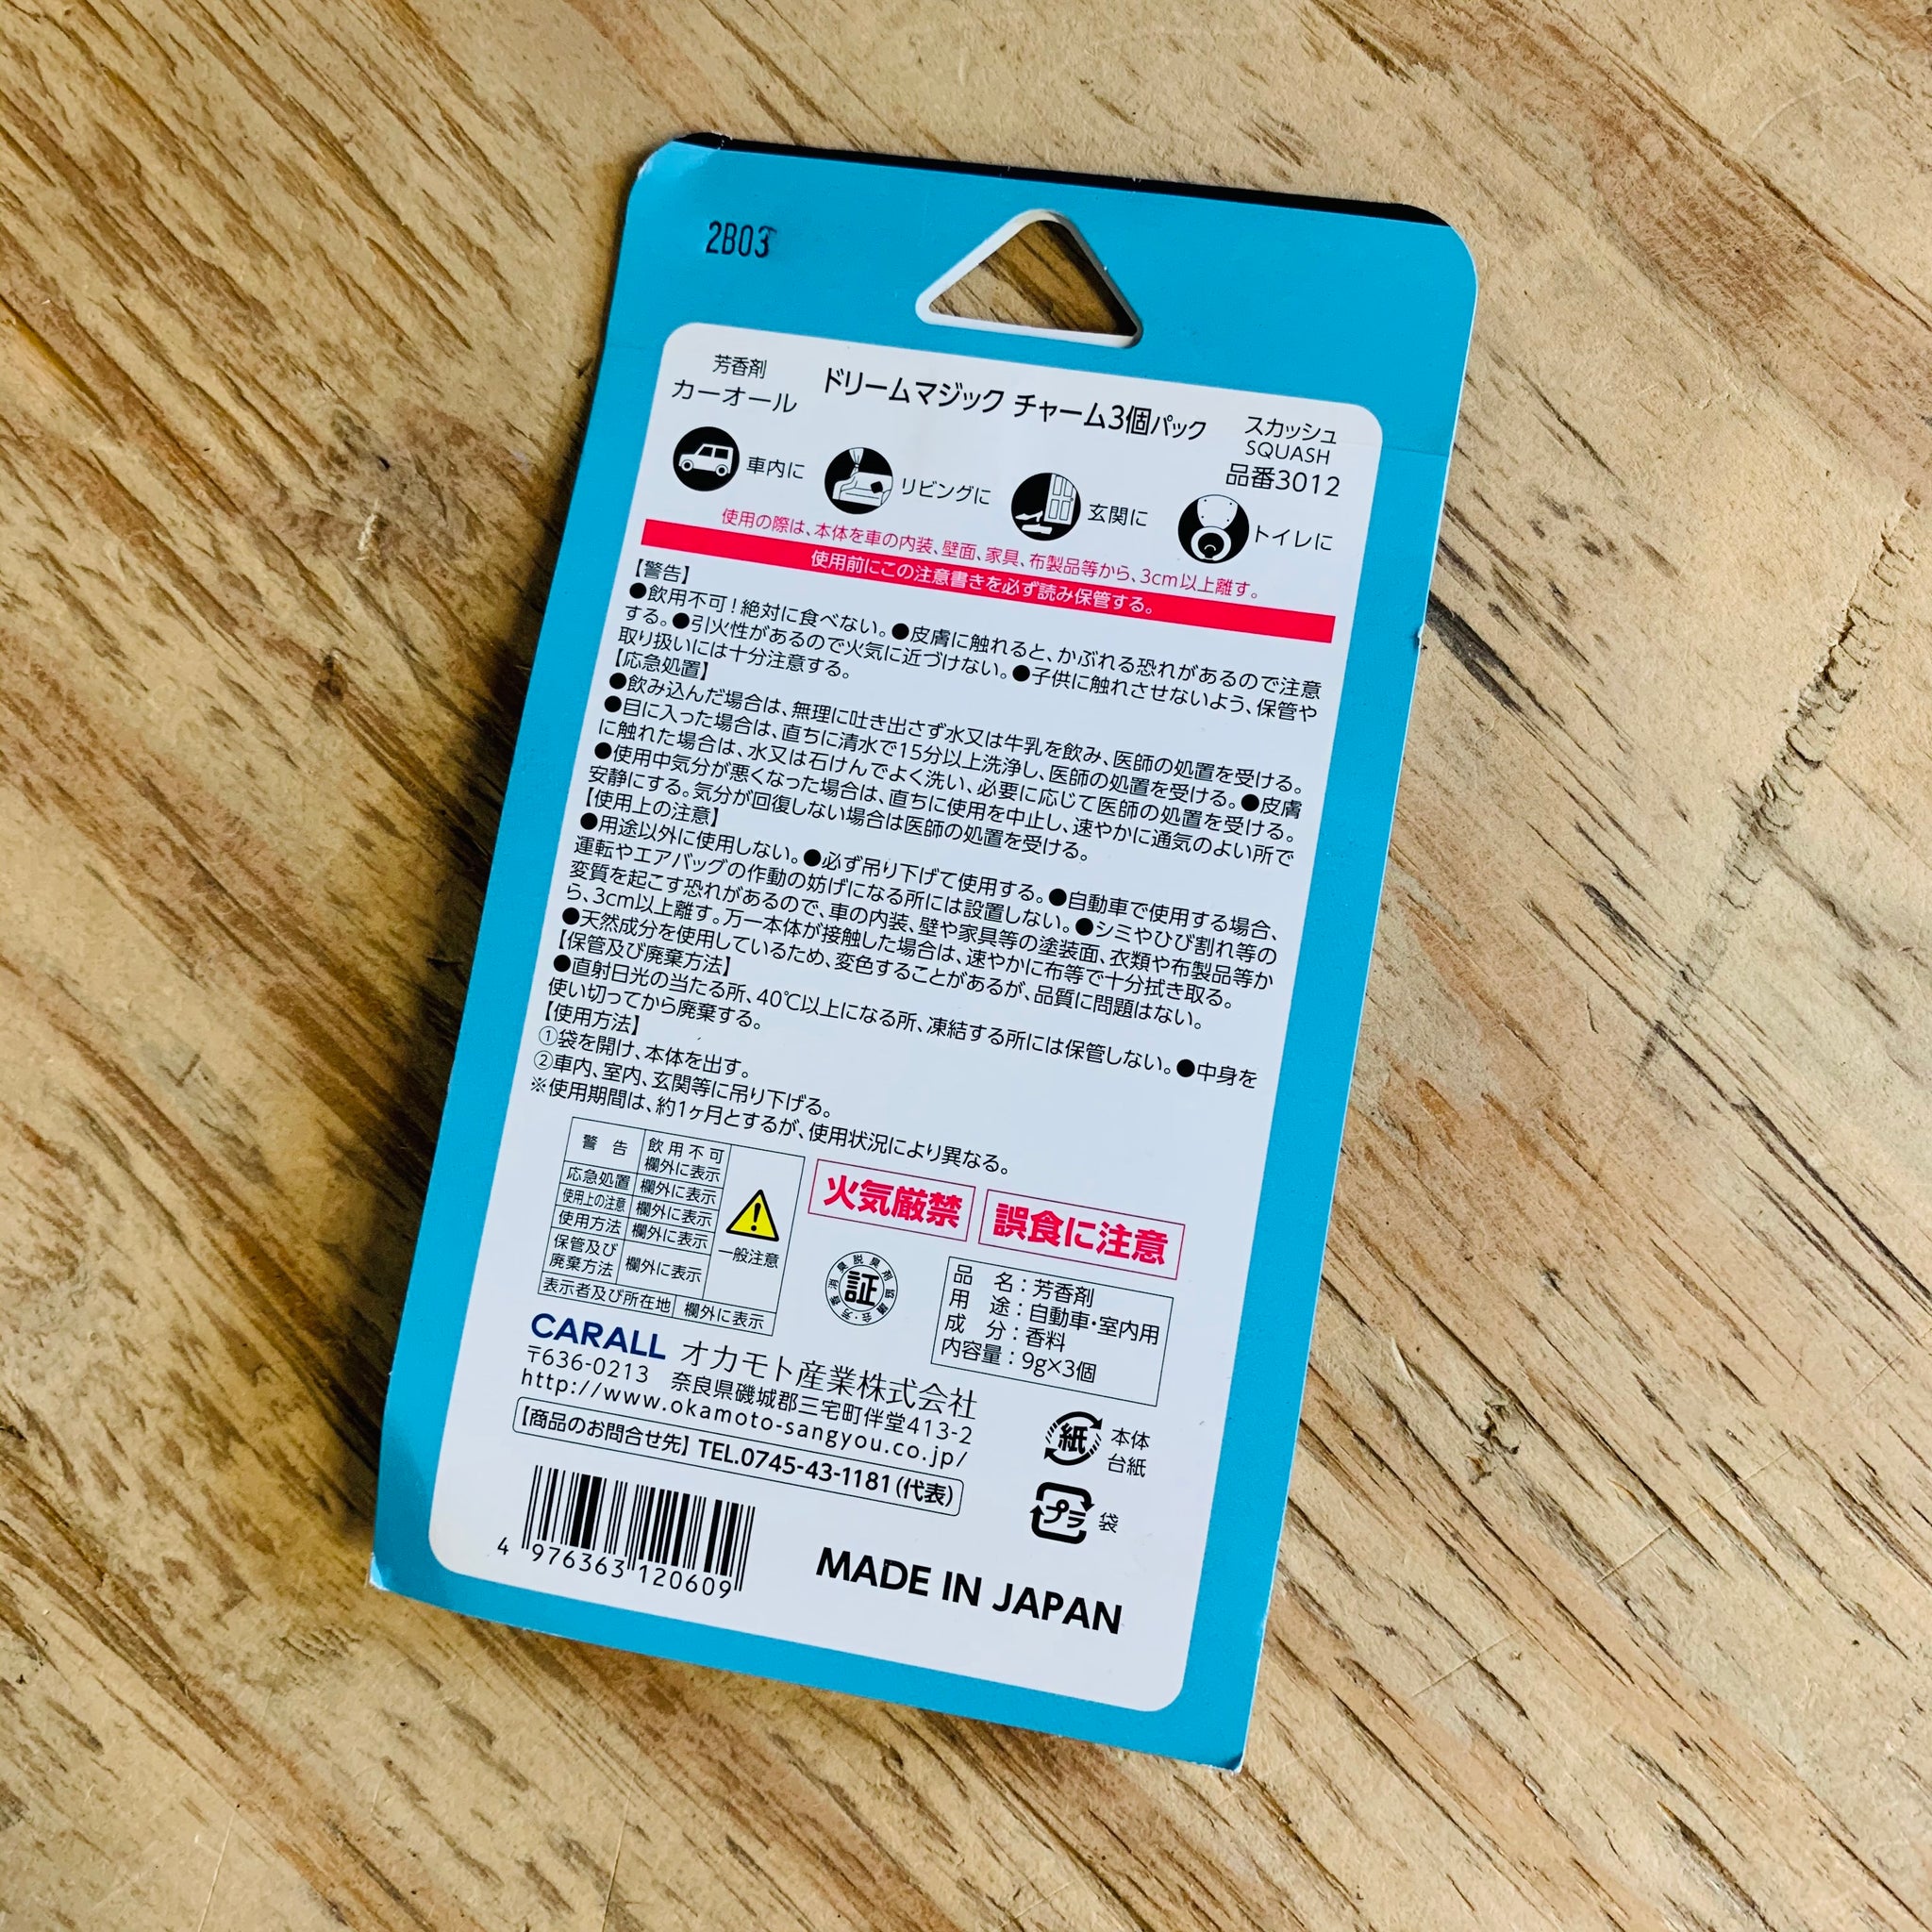 2B03
芳香剤
カーオール
ドリームマジック チャーム3個パック
スカッシュ
SQUASH
品番3012
車内に
リビングに
玄関に
トイレに
使用の際は、本体を車の内装、壁面、家具、布製品等から、3cm以上離す。
使用前にこの注意書きを必ず読み保管する。
【警告】
●飲用不可！絶対に食べない。●皮膚に触れると、かぶれる恐れがあるので注意
する。●引火性があるので火気に近づけない。●子供に触れさせないよう、保管や
取り扱いには十分注意する。
【応急処置】
●飲み込んだ場合は、無理に吐き出さず水又は牛乳を飲み、医師の処置を受ける。
●目に入った場合は、直ちに清水で15分以上洗浄し、医師の処置を受ける。●皮膚
に触れた場合は、水又は石けんでよく洗い、必要に応じて医師の処置を受ける。
●使用中気分が悪くなった場合は、直ちに使用を中止し、速やかに通気のよい所で
安静にする。気分が回復しない場合は医師の処置を受ける。
【使用上の注意】
●用途以外に使用しない。●必ず吊り下げて使用する。●自動車で使用する場合、
運転やエアバッグの作動の妨げになる所には設置しない。●シミやひび割れ等の
変質を起こす恐れがあるので、車の内装、壁や家具等の塗装面、衣類や布製品等か
ら、3cm以上離す。万一本体が接触した場合は、速やかに布等で十分拭き取る。
●天然成分を使用しているため、変色することがあるが、品質に問題はない。
【保管及び廃棄方法】
●直射日光の当たる所、40℃以上になる所、凍結する所には保管しない。●中身を
使い切ってから廃棄する。
【使用方法】
①袋を開け、本体を出す。
②車内、室内、玄関等に吊り下げる。
※使用期間は、約1ヶ月とするが、使用状況により異なる。
警 告 飲用不可
欄外に表示
応急処置 欄外に表示
使用上の注意 欄外に表示
使用方法 欄外に表示
保管及び
廃棄方法 欄外に表示
表示者及び所在地 欄外に表示
一般注意
火気厳禁
誤食に注意
芳香消臭脱臭剤協議会
証
品 名：芳香剤
用 途：自動車・室内用
成 分：香料
内容量：9g×3個
CARALL オカモト産業株式会社
〒636-0213 奈良県磯城郡三宅町伴堂413-2
http://www.okamoto-sangyou.co.jp/
【商品のお問合せ先】TEL.0745-43-1181（代表）
紙 本体
台紙
プラ 袋
4 976363 120609
MADE IN JAPAN